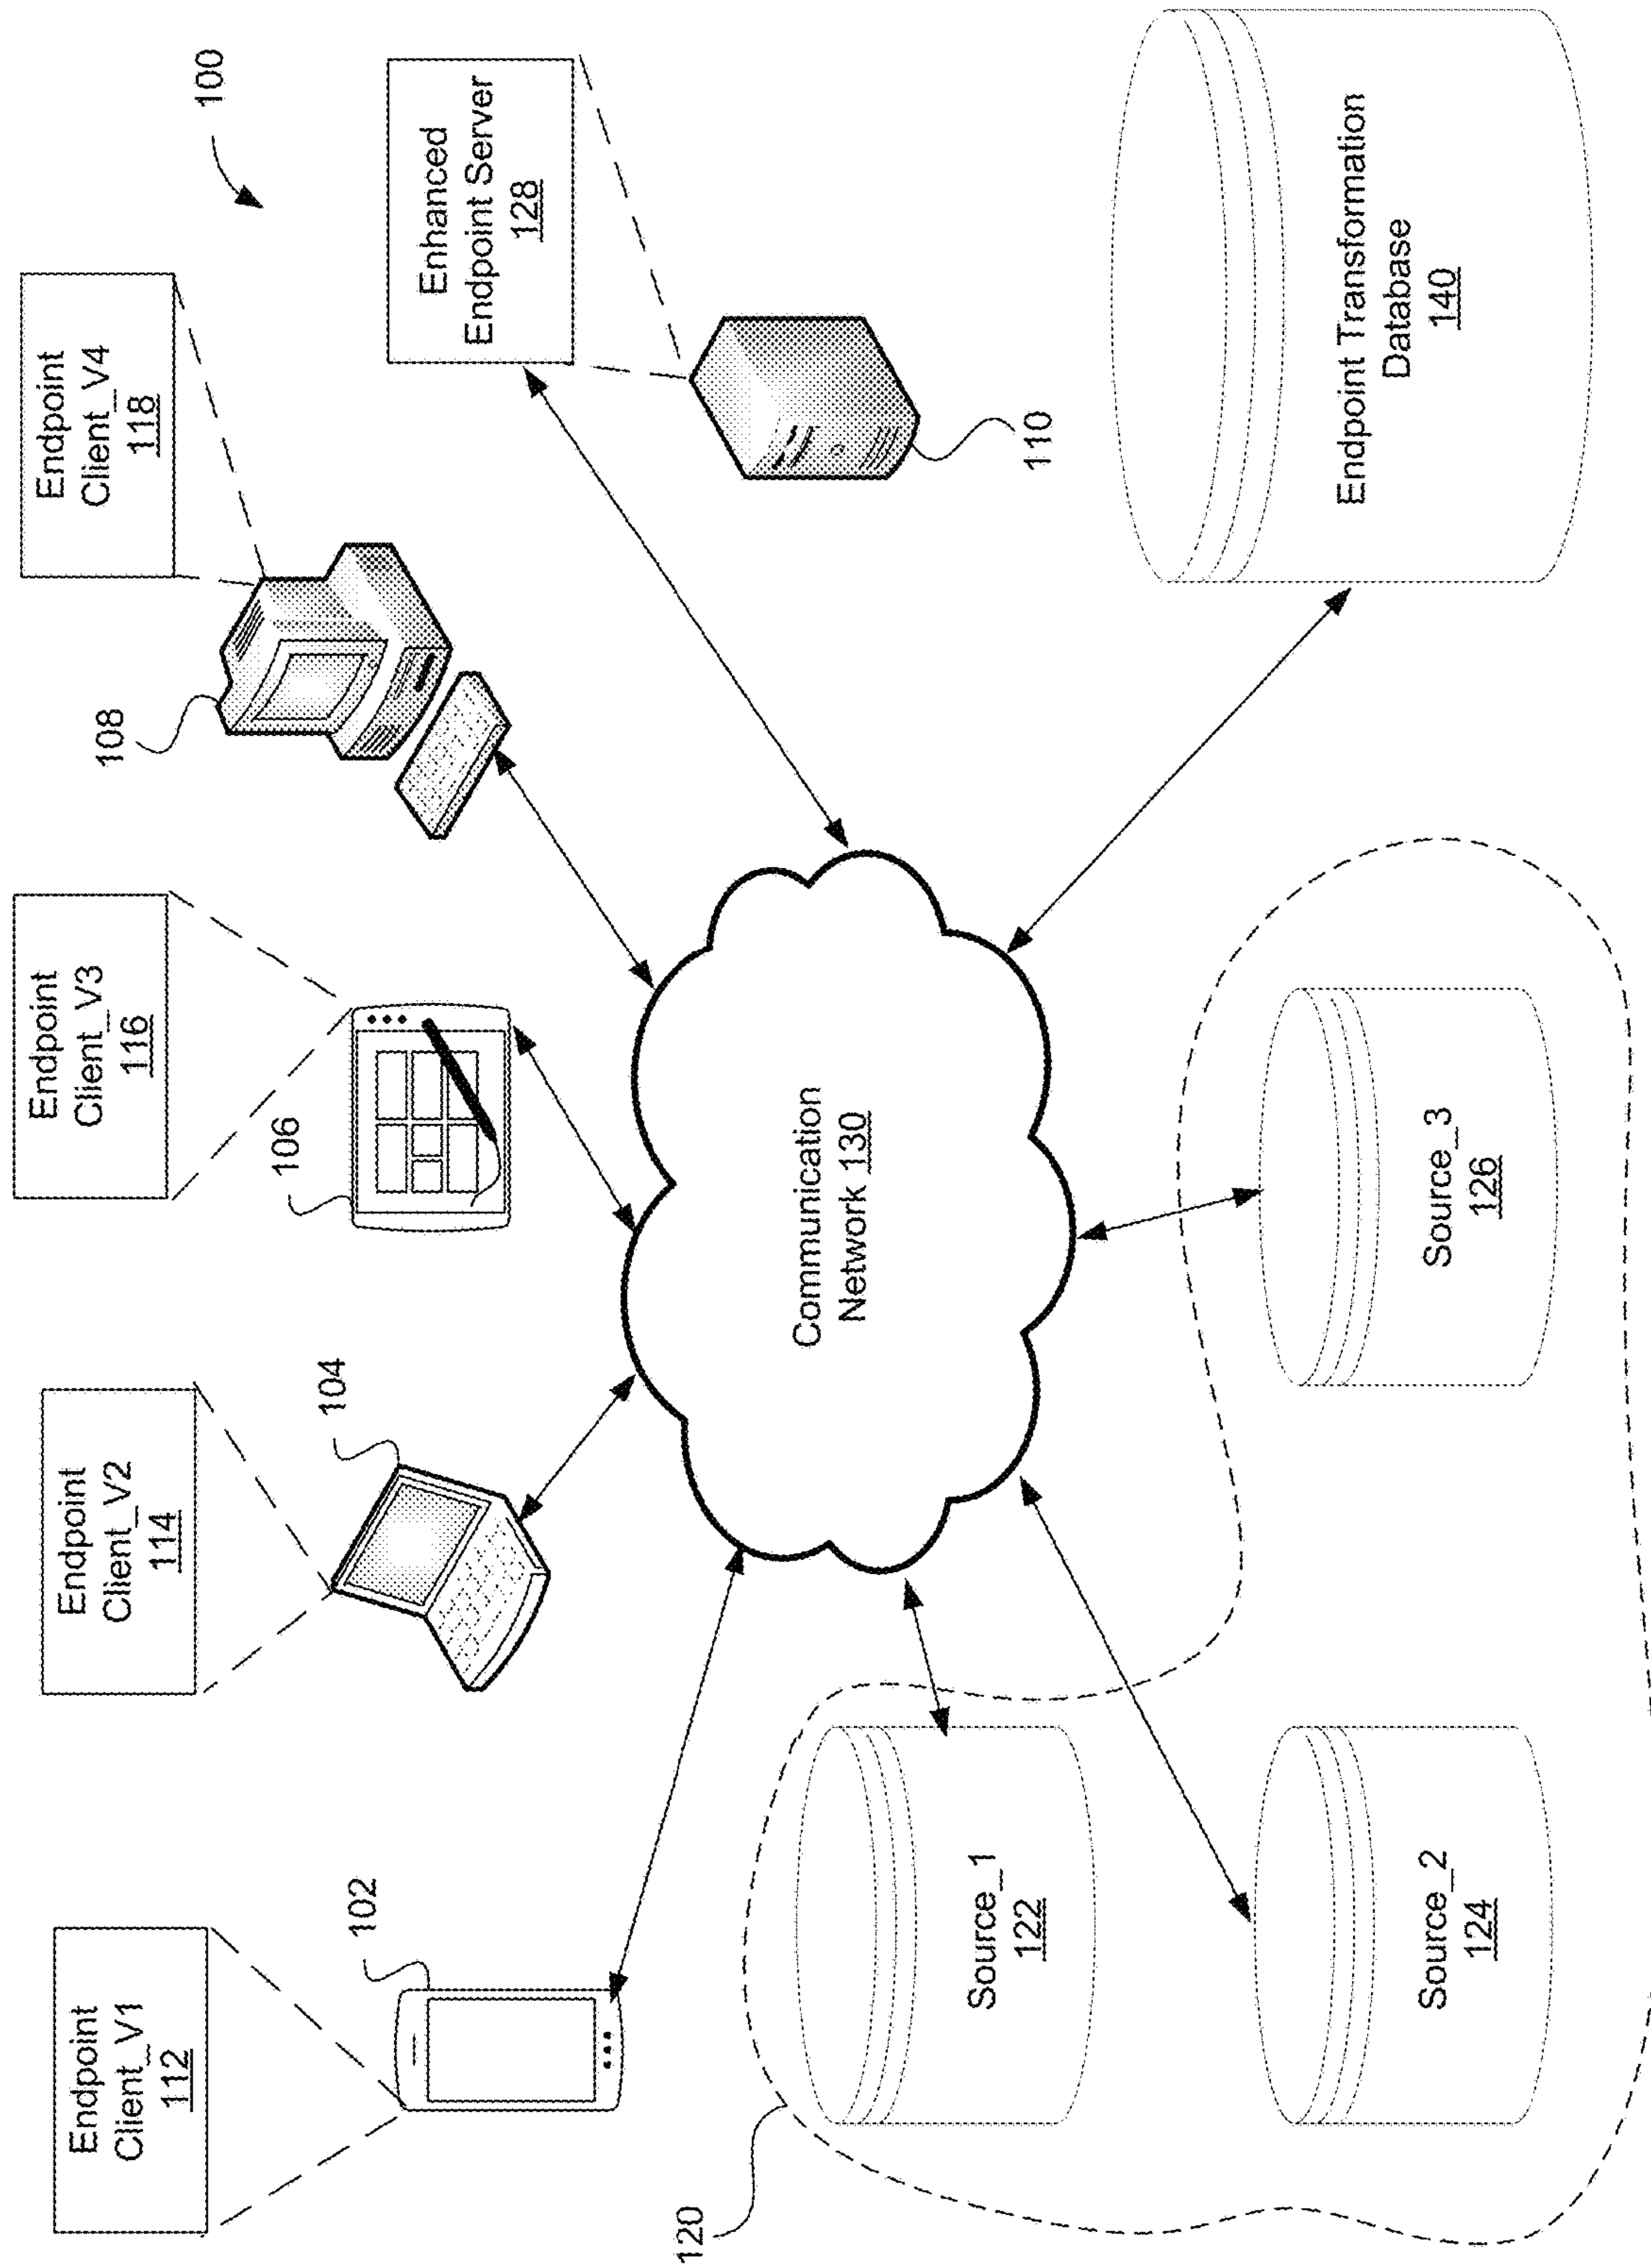 100
Endpoint
Client_V1
112
Endpoint
Client_V2
114
Endpoint
Client_V3
116
Endpoint
Client_V4
118
102
104
106
108
Enhanced
Endpoint Server
128
110
Communication
Network 130
120
Source_1
122
Source_2
124
Source_3
126
Endpoint Transformation
Database
140